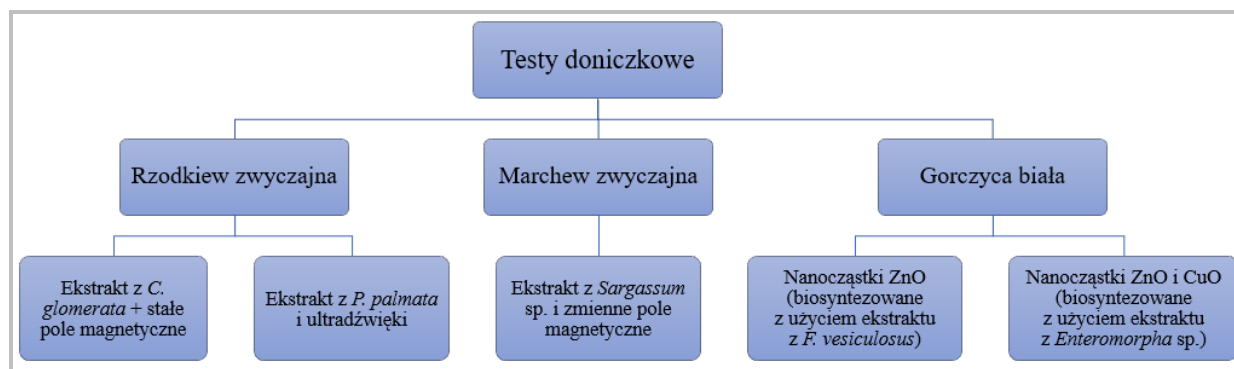 Testy doniczkowe
Rzodkiew zwyczajna
Marchew zwyczajna
Gorczyca biała
Ekstrakt z C.
glomerata + stałe
pole magnetyczne
Ekstrakt z P. palmata
i ultradźwięki
Ekstrakt z Sargassum
sp. i zmienne pole
magnetyczne
Nanocząstki ZnO
(biosyntezowane
z użyciem ekstraktu
z F. vesiculosus)
Nanocząstki ZnO i CuO
(biosyntezowane
z użyciem ekstraktu
z Enteromorpha sp.)